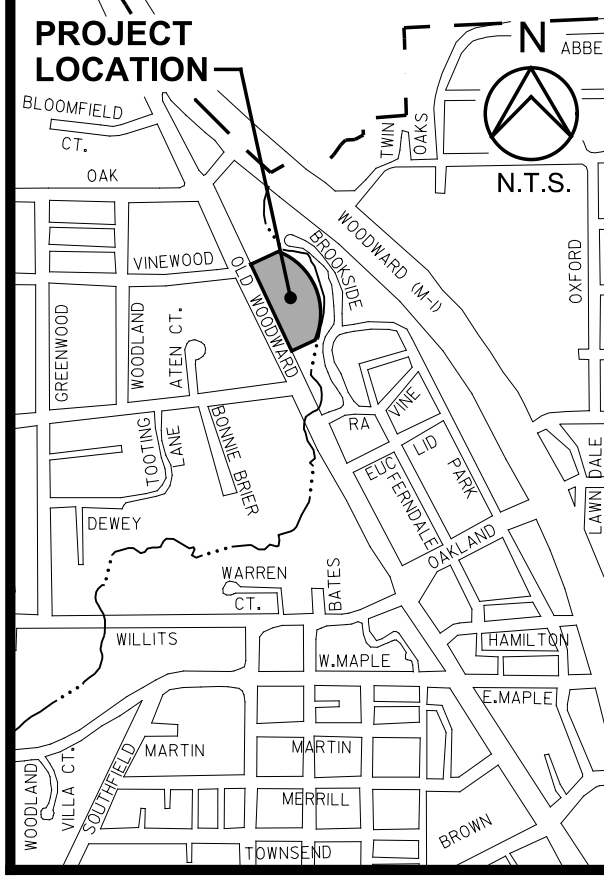 PROJECT
LOCATION
N
ABBE
BLOOMFIELD
CT.
TWIN
OAKS
N.T.S.
OAK
WOODWARD (M-1)
BROOKSIDE
OXFORD
VINEWOOD
OLD WOODWARD
GREENWOOD
WOODLAND
ATEN CT.
VINE
RA
TOOTING
LANE
BONNIE BRIER
LID
PARK
EUC
FERNDALE
LAWN DALE
DEWEY
OAKLAND
WARREN
CT.
BATES
WILLITS
HAMILTON
W.MAPLE
E.MAPLE
WOODLAND
VILLA CT.
SOUTHFIELD
MARTIN
MARTIN
MERRILL
BROWN
TOWNSEND